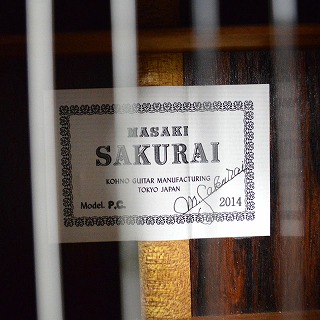 MASAKI
SAKURAI
KOHNO GUITAR MANUFACTURING
TOKYO JAPAN
Model. P.C.
M. Sakurai
2014